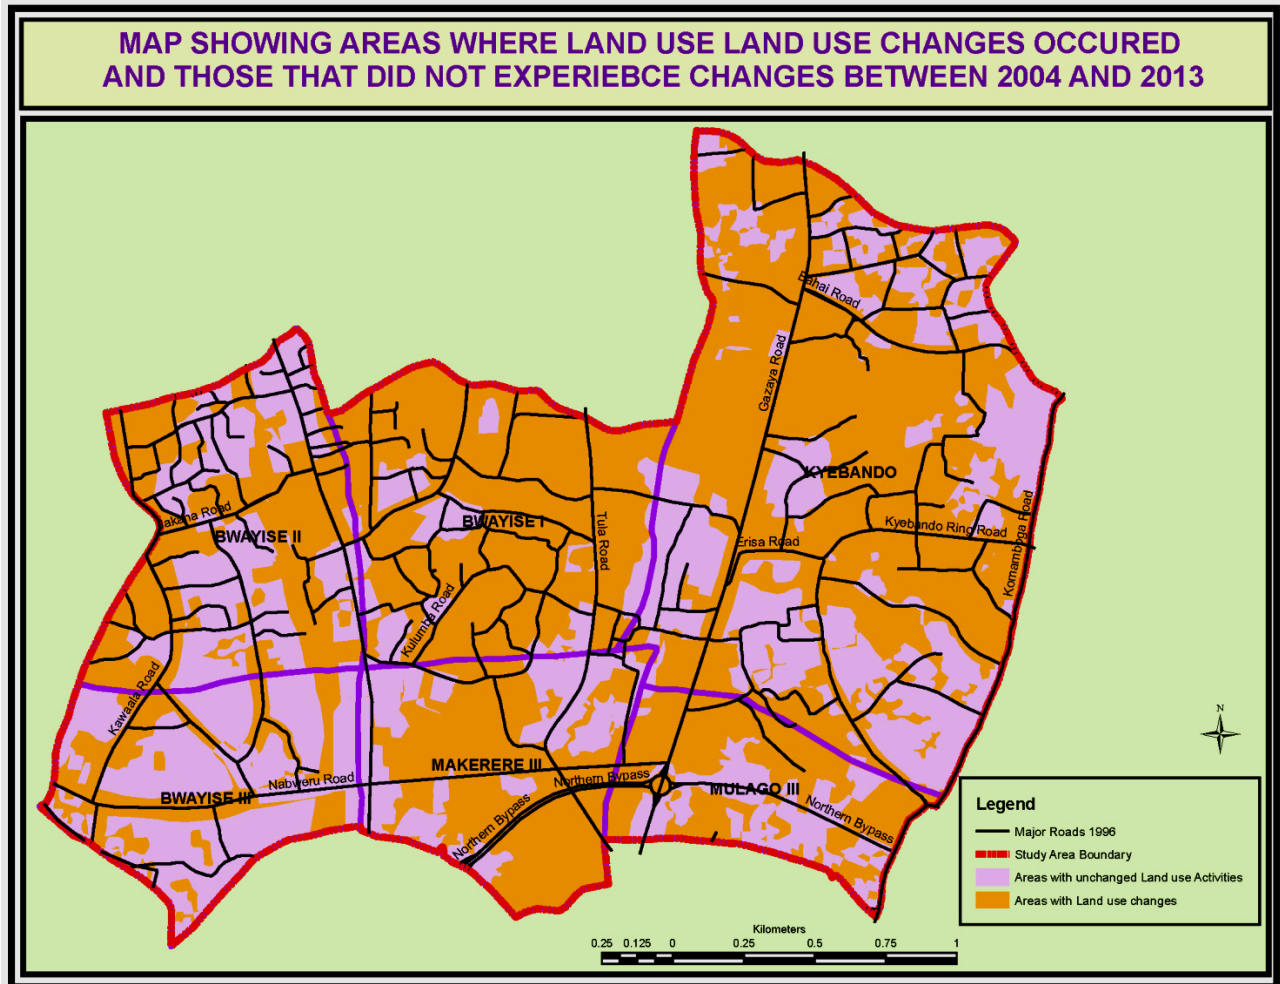 MAP SHOWING AREAS WHERE LAND USE LAND USE CHANGES OCCURED
AND THOSE THAT DID NOT EXPERIEBCE CHANGES BETWEEN 2004 AND 2013
Bahai Road
Gazaya Road
KYEBANDO
Jakana Road
BWAYISE II
BWAYISE I
Tula Road
Erisa Road
Kyebando Ring Road
Komamboga Road
Kulumba Road
Kawaala Road
N
MAKERERE III
Nabweru Road
BWAYISE III
Northern Bypass
MULAGO III
Northern Bypass
Northern Bypass
Legend
Major Roads 1996
Study Area Boundary
Areas with unchanged Land use Activities
Areas with Land use changes
Kilometers
0.25 0.125 0 0.25 0.5 0.75 1